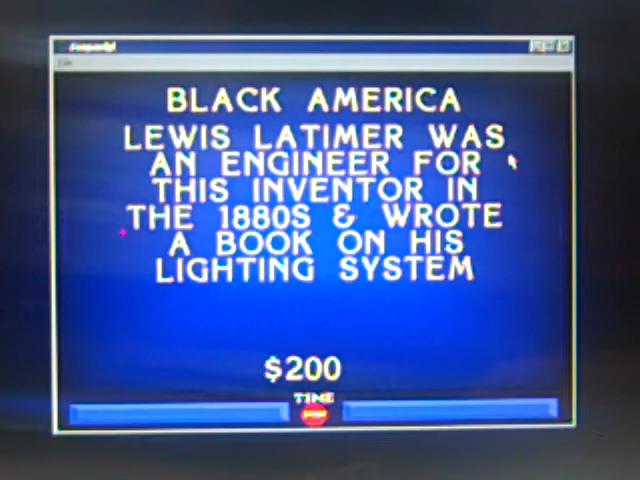 Jeopardy!
BLACK AMERICA
LEWIS LATIMER WAS
AN ENGINEER FOR
THIS INVENTOR IN
THE 1880S & WROTE
A BOOK ON HIS
LIGHTING SYSTEM
$200
TIME